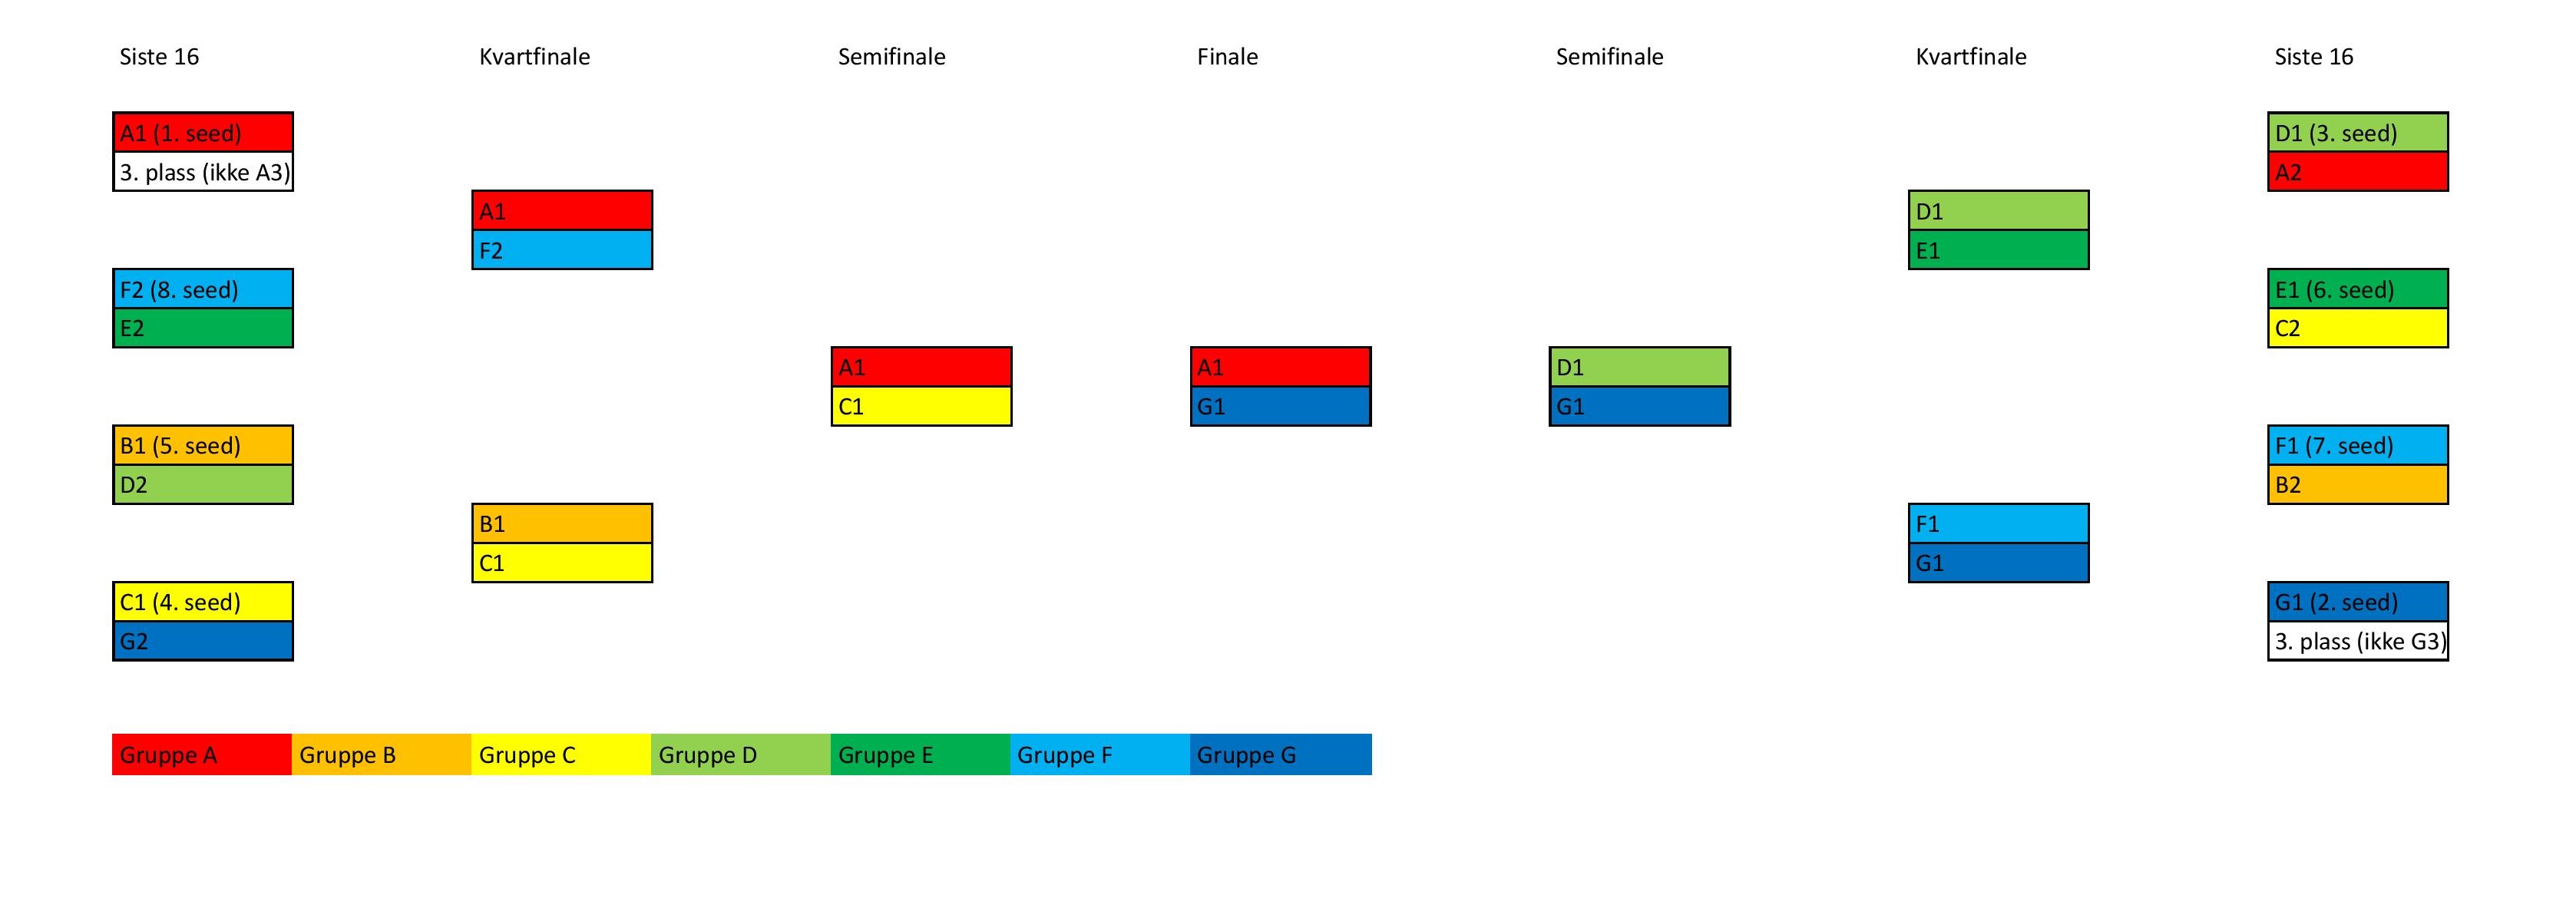 Siste 16
Kvartfinale
Semifinale
Finale
Semifinale
Kvartfinale
Siste 16
A1 (1. seed)
3. plass (ikke A3)
F2 (8. seed)
E2
B1 (5. seed)
D2
C1 (4. seed)
G2
A1
F2
B1
C1
A1
C1
A1
G1
D1
G1
D1
E1
F1
G1
D1 (3. seed)
A2
E1 (6. seed)
C2
F1 (7. seed)
B2
G1 (2. seed)
3. plass (ikke G3)
Gruppe A
Gruppe B
Gruppe C
Gruppe D
Gruppe E
Gruppe F
Gruppe G